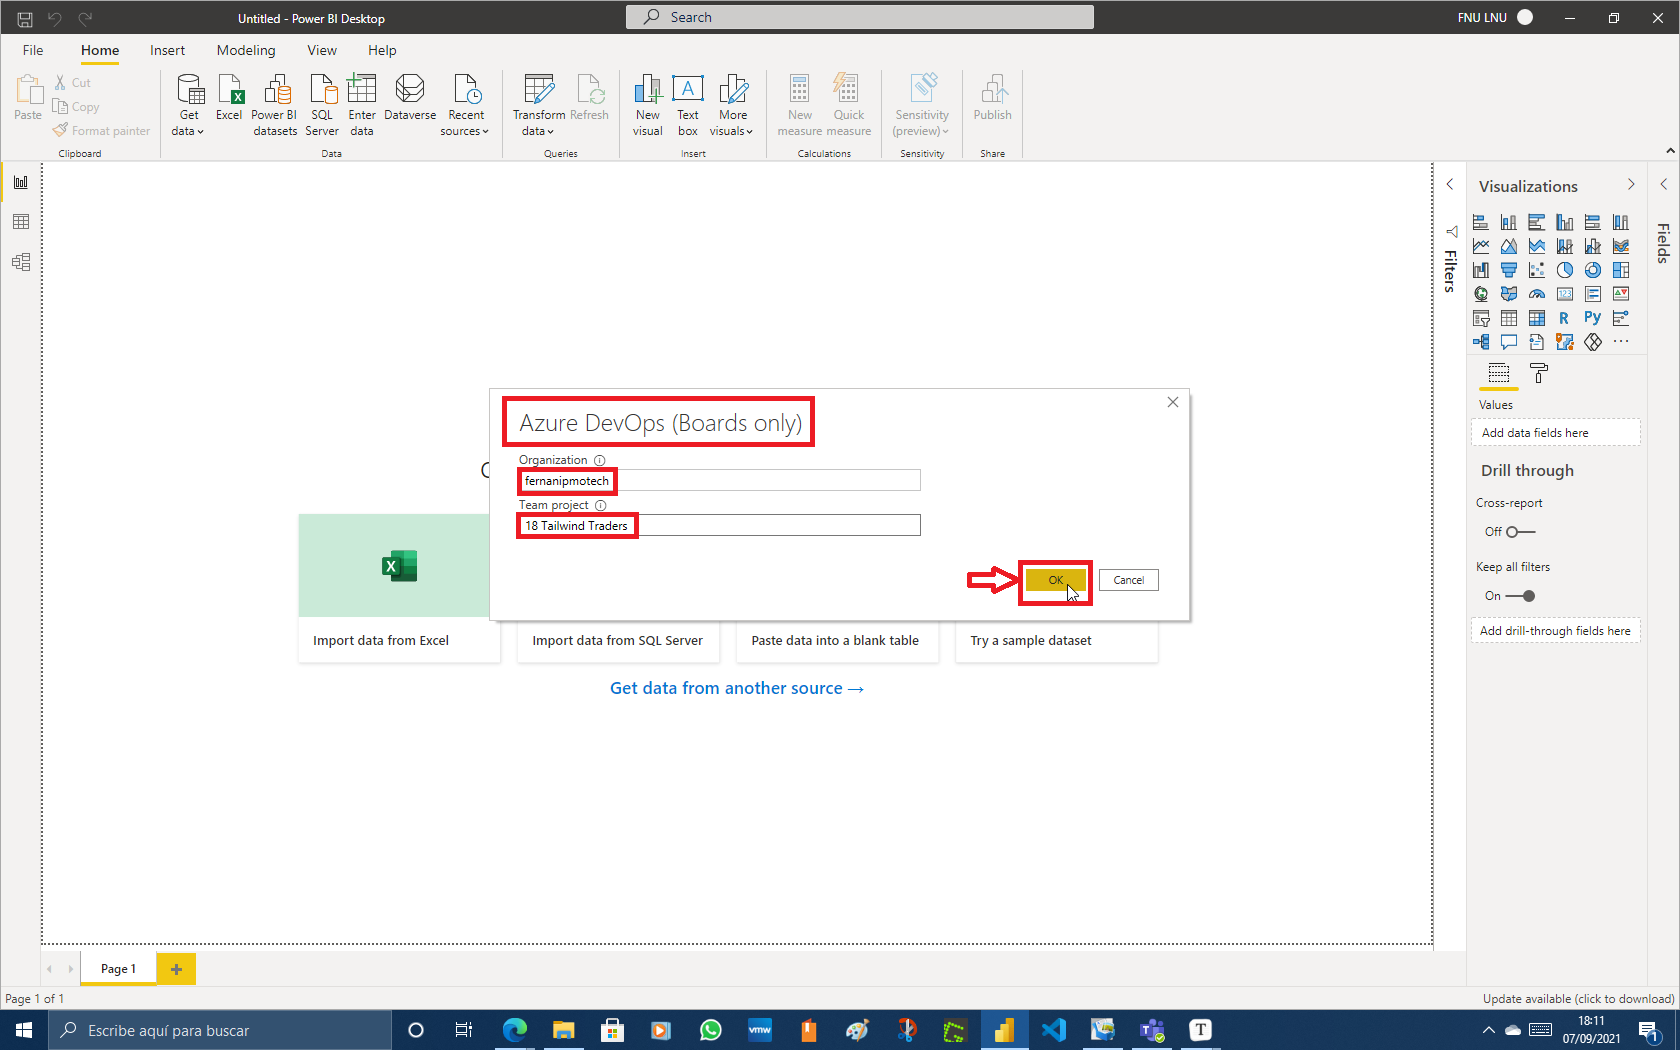 Untitled - Power BI Desktop
Search
FNU LNU
File
Home
Insert
Modeling
View
Help
Paste
Cut
Copy
Format painter
Clipboard
Get data
Excel
Power BI datasets
SQL Server
Enter data
Dataverse
Recent sources
Data
Transform data
Refresh
Queries
New visual
Text box
More visuals
Insert
New measure
Quick measure
Calculations
Sensitivity (preview)
Sensitivity
Publish
Share
Filters
Visualizations
Fields
123
R
Py
Values
Add data fields here
Drill through
Cross-report
Off
Keep all filters
On
Add drill-through fields here
Azure DevOps (Boards only)
Organization
fernanipmotech
Team project
18 Tailwind Traders
OK
Cancel
Import data from Excel
Import data from SQL Server
Paste data into a blank table
Try a sample dataset
Get data from another source →
Page 1
Page 1 of 1
Update available (click to download)
Escribe aquí para buscar
vmw
T
18:11
07/09/2021
1